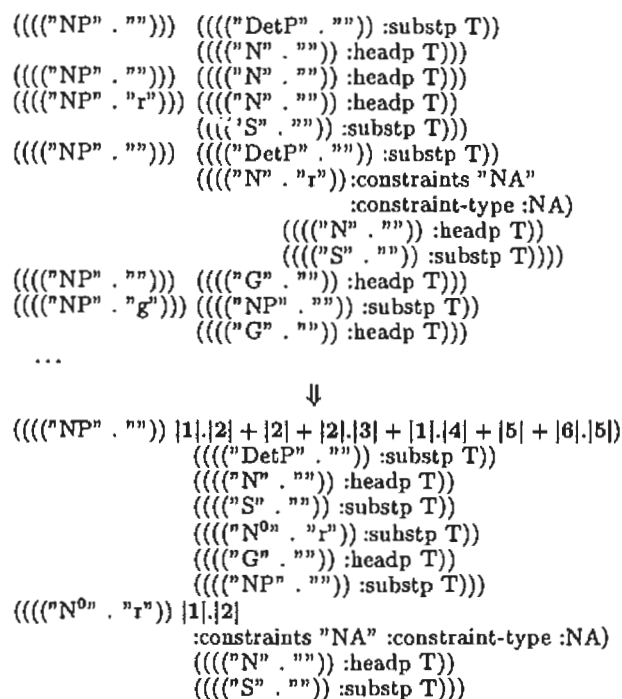 (((("NP" . ""))) (((("DetP" . "")) :substp T))
(((("N" . "")) :headp T)))
(((("NP" . ""))) (((("N" . "")) :headp T)))
(((("NP" . "r"))) (((("N" . "")) :headp T))
(((('S" . "")) :substp T)))
(((("NP" . ""))) (((("DetP" . "")) :substp T))
(((("N" . "r")) :constraints "NA"
:constraint-type :NA)
(((("N" . "")) :headp T))
(((("S" . "")) :substp T))))
(((("NP" . ""))) (((("G" . "")) :headp T)))
(((("NP" . "g"))) (((("NP" . "")) :substp T))
(((("G" . "")) :headp T)))
...
⇓
(((("NP" . "")) |1|.|2| + |2| + |2|.|3| + |1|.|4| + |5| + |6|.|5|)
(((("DetP" . "")) :substp T))
(((("N" . "")) :headp T))
(((("S" . "")) :substp T))
(((("N⁰" . "r")) :substp T))
(((("G" . "")) :headp T))
(((("NP" . "")) :substp T)))
(((("N⁰" . "r")) |1|.|2|
:constraints "NA" :constraint-type :NA)
(((("N" . "")) :headp T))
(((("S" . "")) :substp T)))